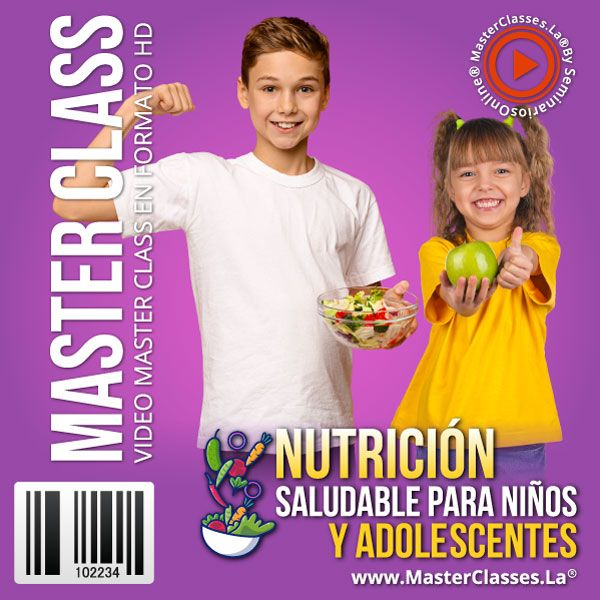 MASTER CLASS
VIDEO MASTER CLASS EN FORMATO HD
MasterClasses.La® By SeminariosOnline®
NUTRICIÓN
SALUDABLE PARA NIÑOS
Y ADOLESCENTES
102234
www.MasterClasses.La®